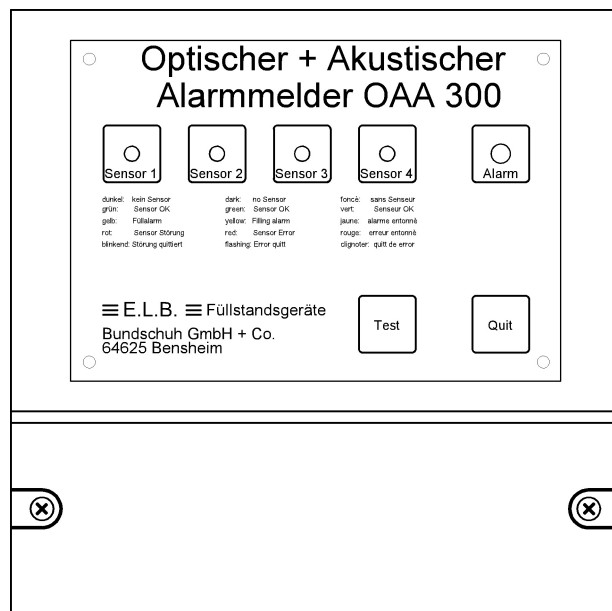 Optischer + Akustischer
Alarmmelder OAA 300
Sensor 1 Sensor 2 Sensor 3 Sensor 4 Alarm
dunkel: kein Sensor dark: no Sensor foncè: sans Senseur
grün: Sensor OK green: Sensor OK vert: Senseur OK
gelb: Füllalarm yellow: Filling alarm jaune: alarme entonnè
rot: Sensor Störung red: Sensor Error rouge: erreur entonnè
blinkend: Störung quittiert flashing: Error quitt clignoter: quitt de error
E.L.B. Füllstandsgeräte
Bundschuh GmbH + Co.
64625 Bensheim
Test Quit